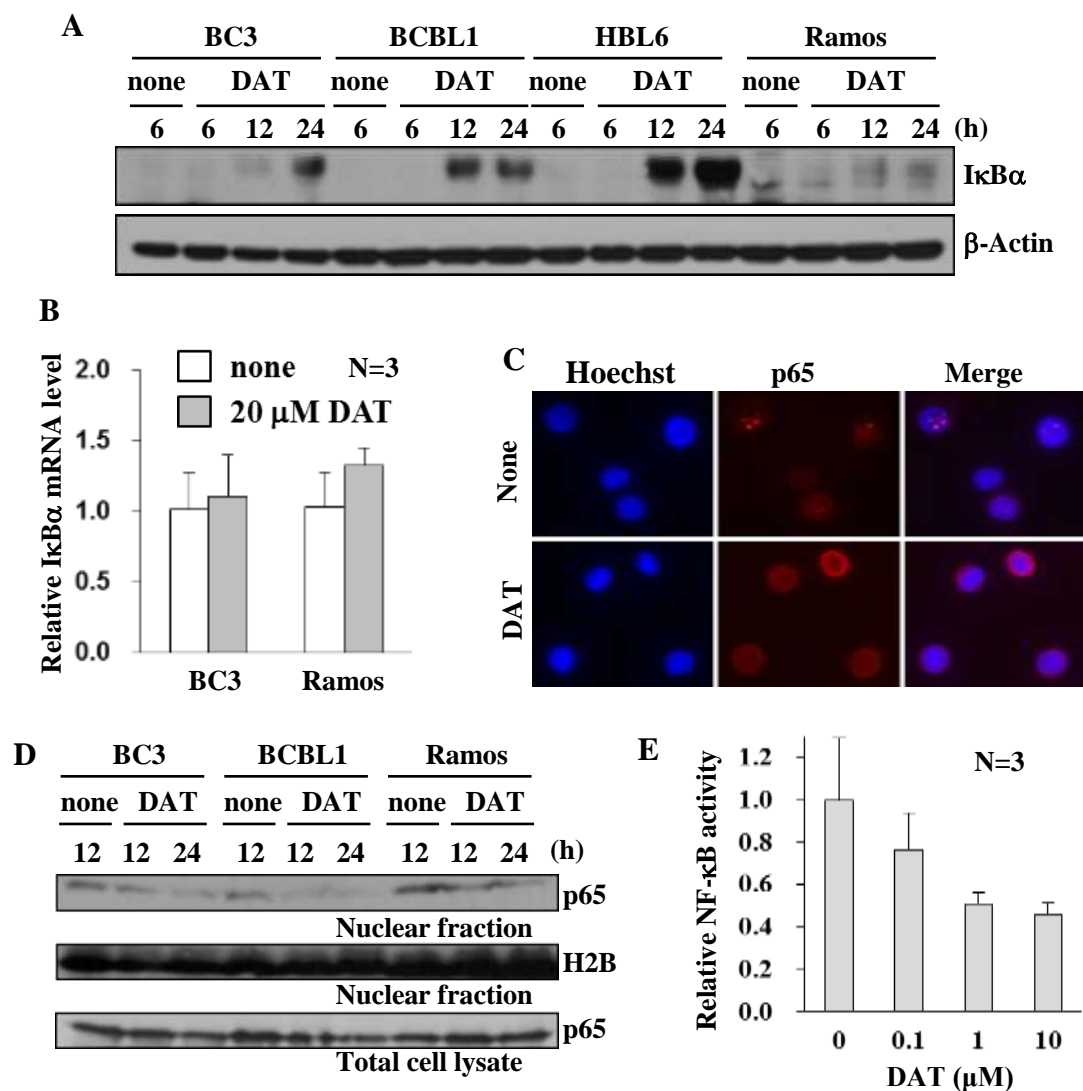 A
BC3 BCBL1 HBL6 Ramos
none DAT none DAT none DAT none DAT
6 6 12 24 6 6 12 24 6 6 12 24 6 6 12 24 (h)
IκBα
β-Actin
B
Relative IκBα mRNA level
2.0
1.5
1.0
0.5
0.0
none N=3
20 μM DAT
BC3 Ramos
C
Hoechst p65 Merge
None
DAT
D
BC3 BCBL1 Ramos
none DAT none DAT none DAT
12 12 24 12 12 24 12 12 24 (h)
p65
Nuclear fraction
H2B
Nuclear fraction
p65
Total cell lysate
E
Relative NF-κB activity
N=3
1.2
1.0
0.8
0.6
0.4
0.2
0.0
0 0.1 1 10
DAT (μM)